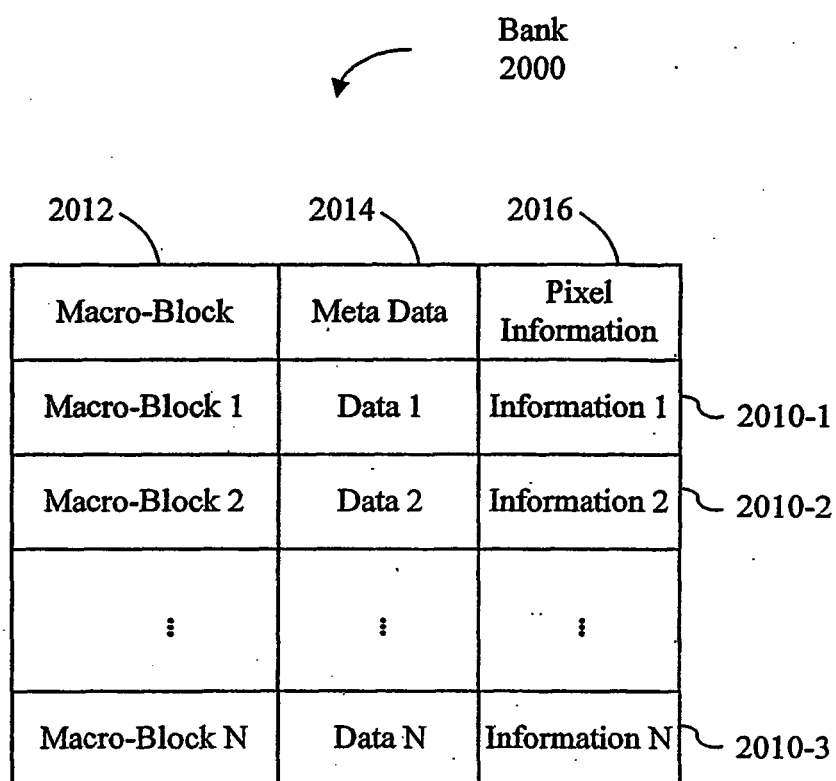 Bank
2000
2012 2014 2016
Macro-Block Meta Data Pixel Information
Macro-Block 1 Data 1 Information 1 2010-1
Macro-Block 2 Data 2 Information 2 2010-2
⋮ ⋮ ⋮
Macro-Block N Data N Information N 2010-3